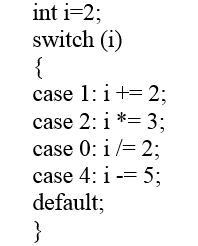 int i=2;
switch (i)
{
case 1: i += 2;
case 2: i *= 3;
case 0: i /= 2;
case 4: i -= 5;
default;
}